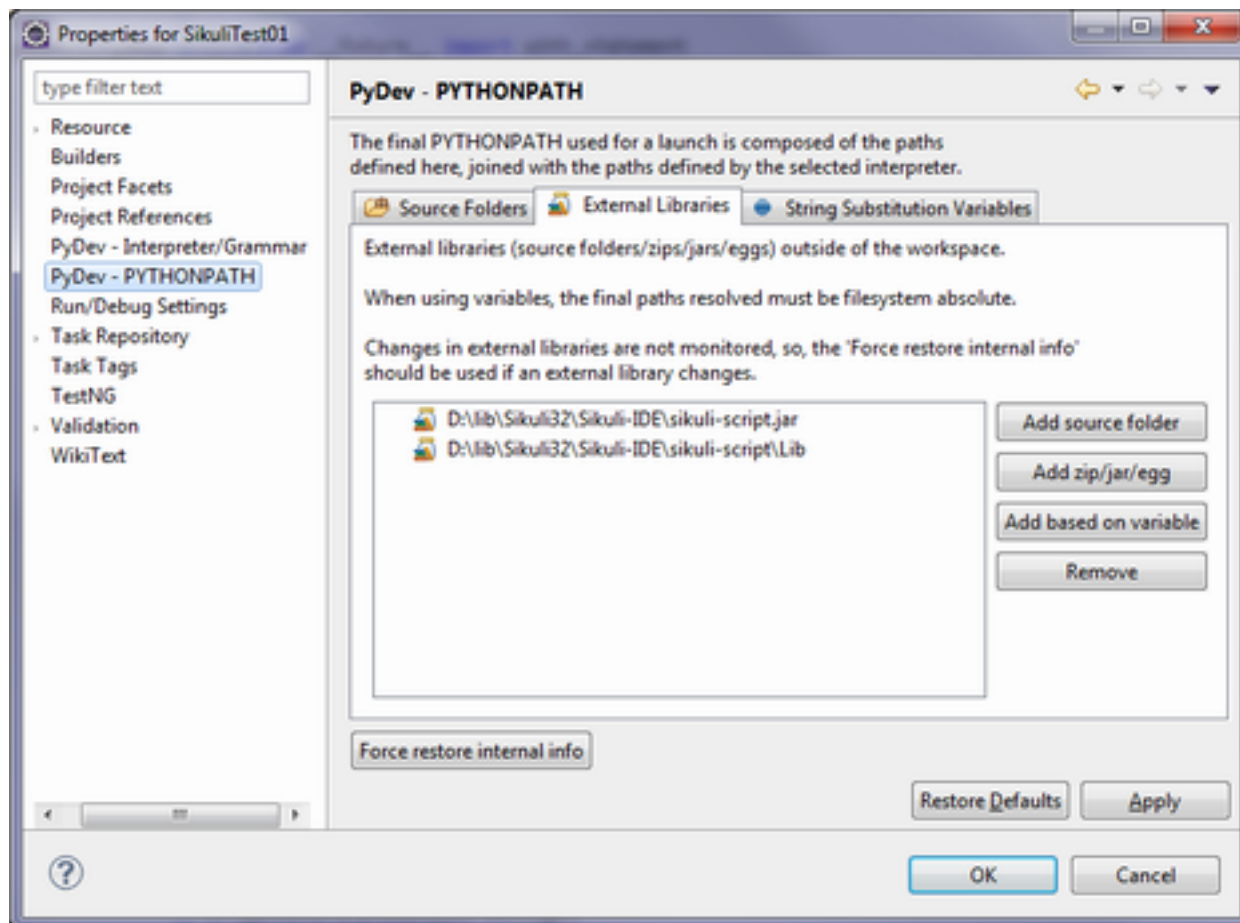 Properties for SikuliTest01
type filter text
Resource
Builders
Project Facets
Project References
PyDev - Interpreter/Grammar
PyDev - PYTHONPATH
Run/Debug Settings
Task Repository
Task Tags
TestNG
Validation
WikiText
PyDev - PYTHONPATH
The final PYTHONPATH used for a launch is composed of the paths
defined here, joined with the paths defined by the selected interpreter.
Source Folders
External Libraries
String Substitution Variables
External libraries (source folders/zips/jars/eggs) outside of the workspace.
When using variables, the final paths resolved must be filesystem absolute.
Changes in external libraries are not monitored, so, the 'Force restore internal info'
should be used if an external library changes.
D:\lib\Sikuli32\Sikuli-IDE\sikuli-script.jar
D:\lib\Sikuli32\Sikuli-IDE\sikuli-script\Lib
Add source folder
Add zip/jar/egg
Add based on variable
Remove
Force restore internal info
Restore Defaults
Apply
OK
Cancel